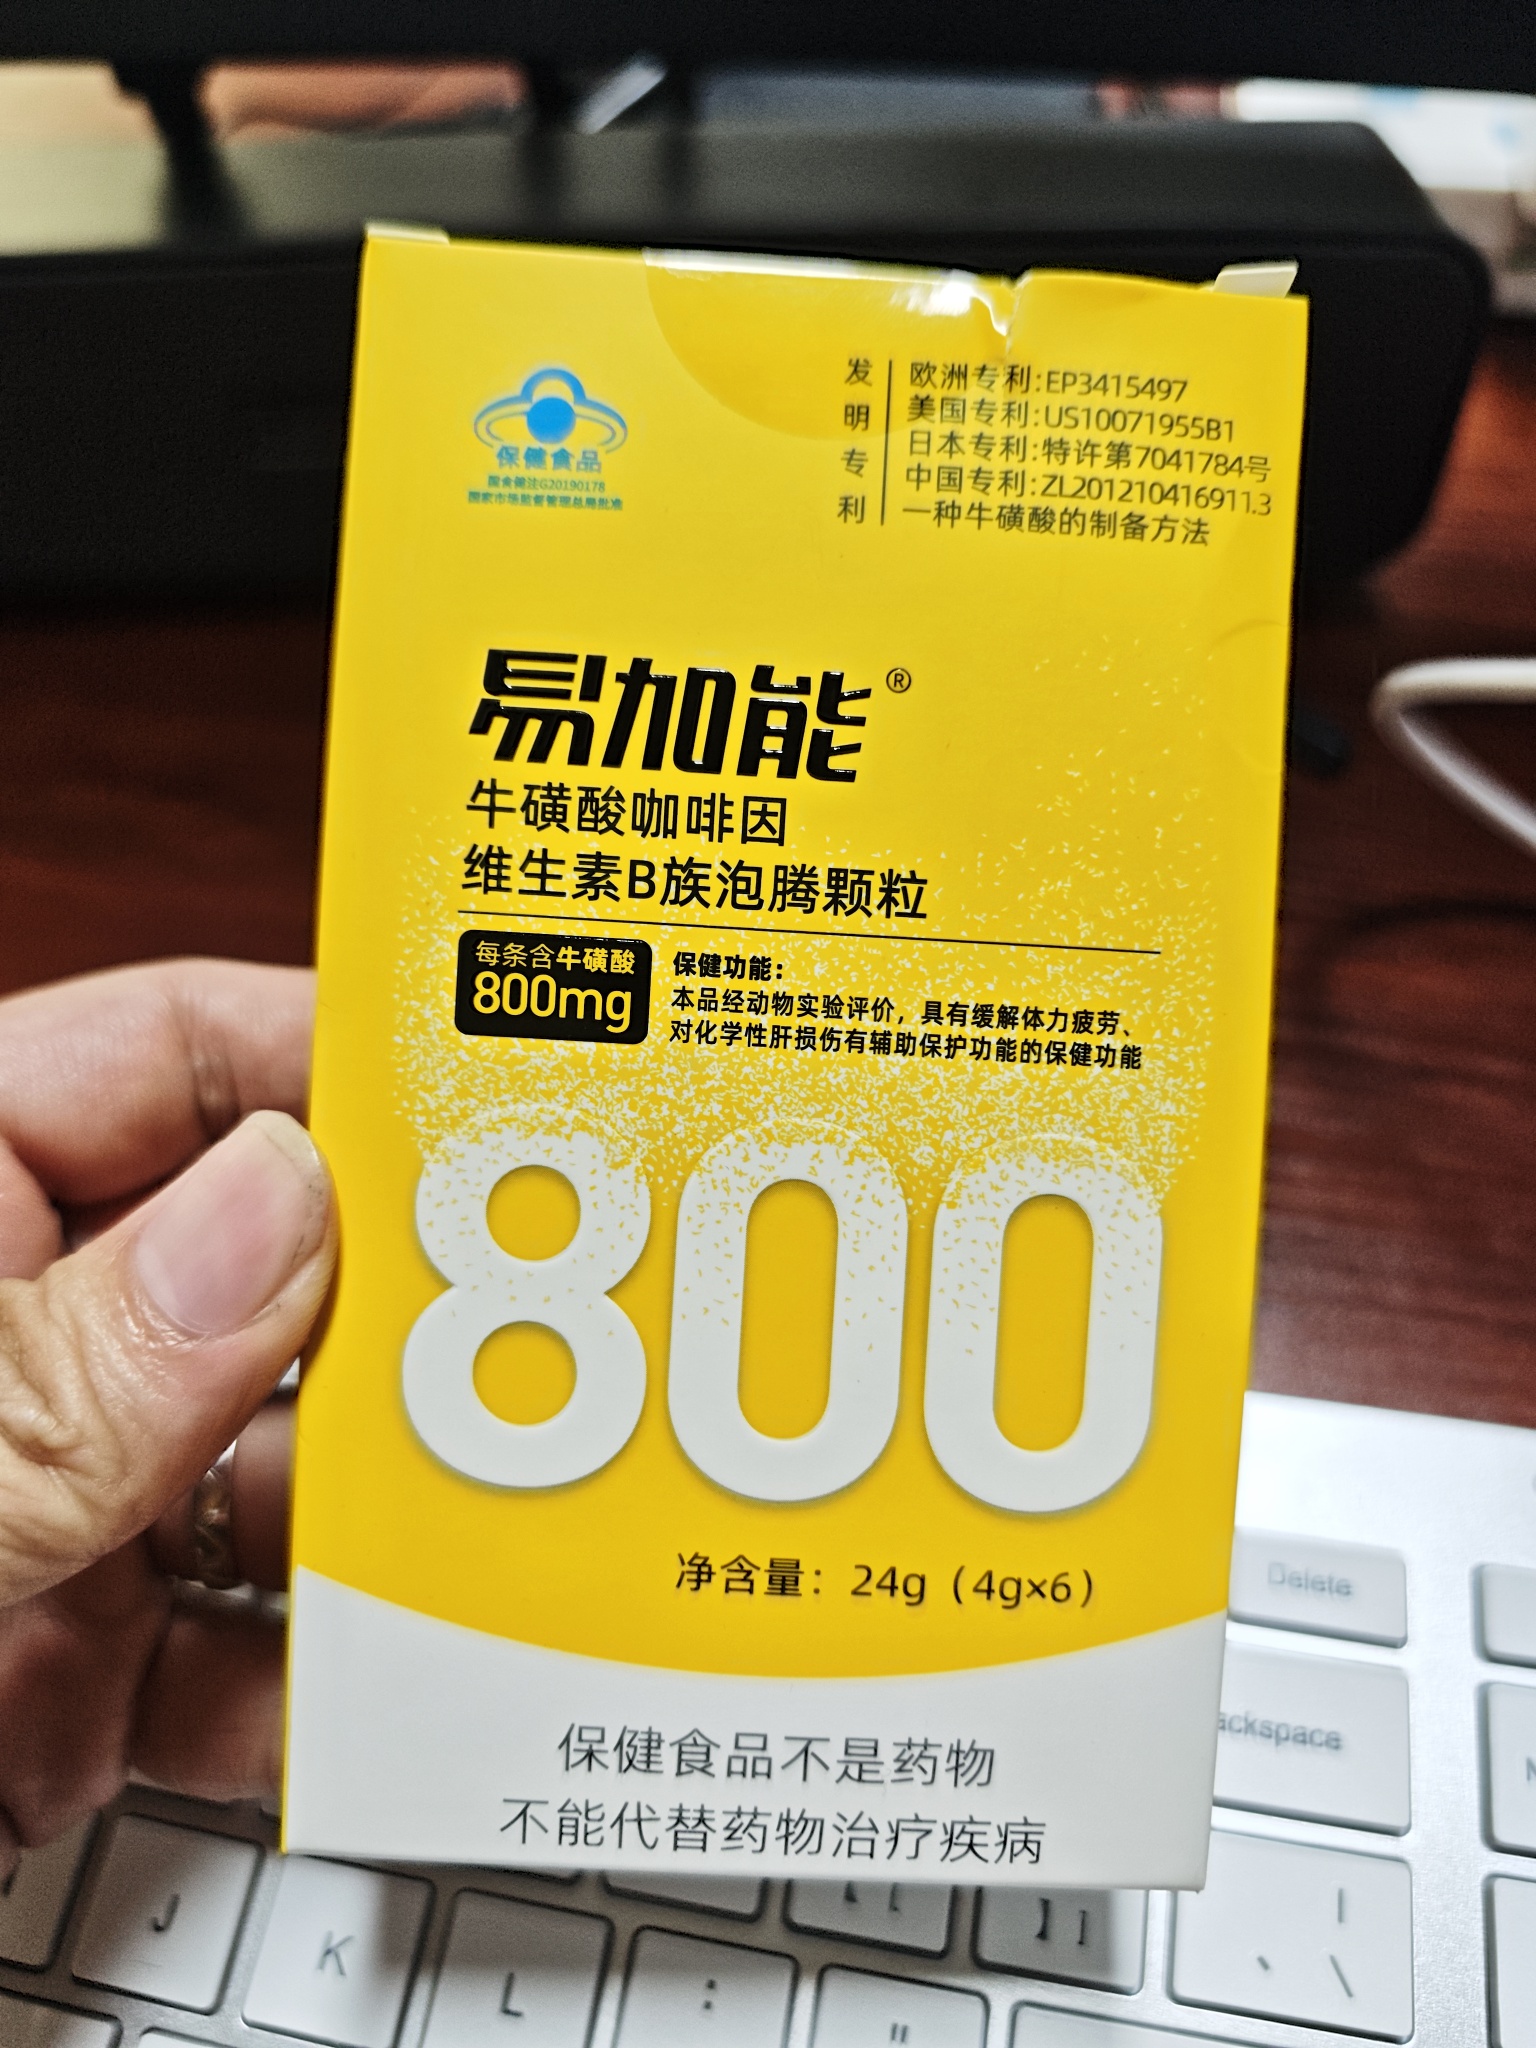 保健食品
国食健注G20190178
国家市场监督管理总局批准
发明专利
欧洲专利:EP3415497
美国专利:US10071955B1
日本专利:特许第7041784号
中国专利:ZL201210416911.3
一种牛磺酸的制备方法
易加能®
牛磺酸咖啡因
维生素B族泡腾颗粒
每条含牛磺酸
800mg
保健功能：
本品经动物实验评价，具有缓解体力疲劳、
对化学性肝损伤有辅助保护功能的保健功能
800
净含量：24g（4g×6）
保健食品不是药物
不能代替药物治疗疾病
Delete
ackspace
J
K
L
:
"
{ [
} ]
|
、 \